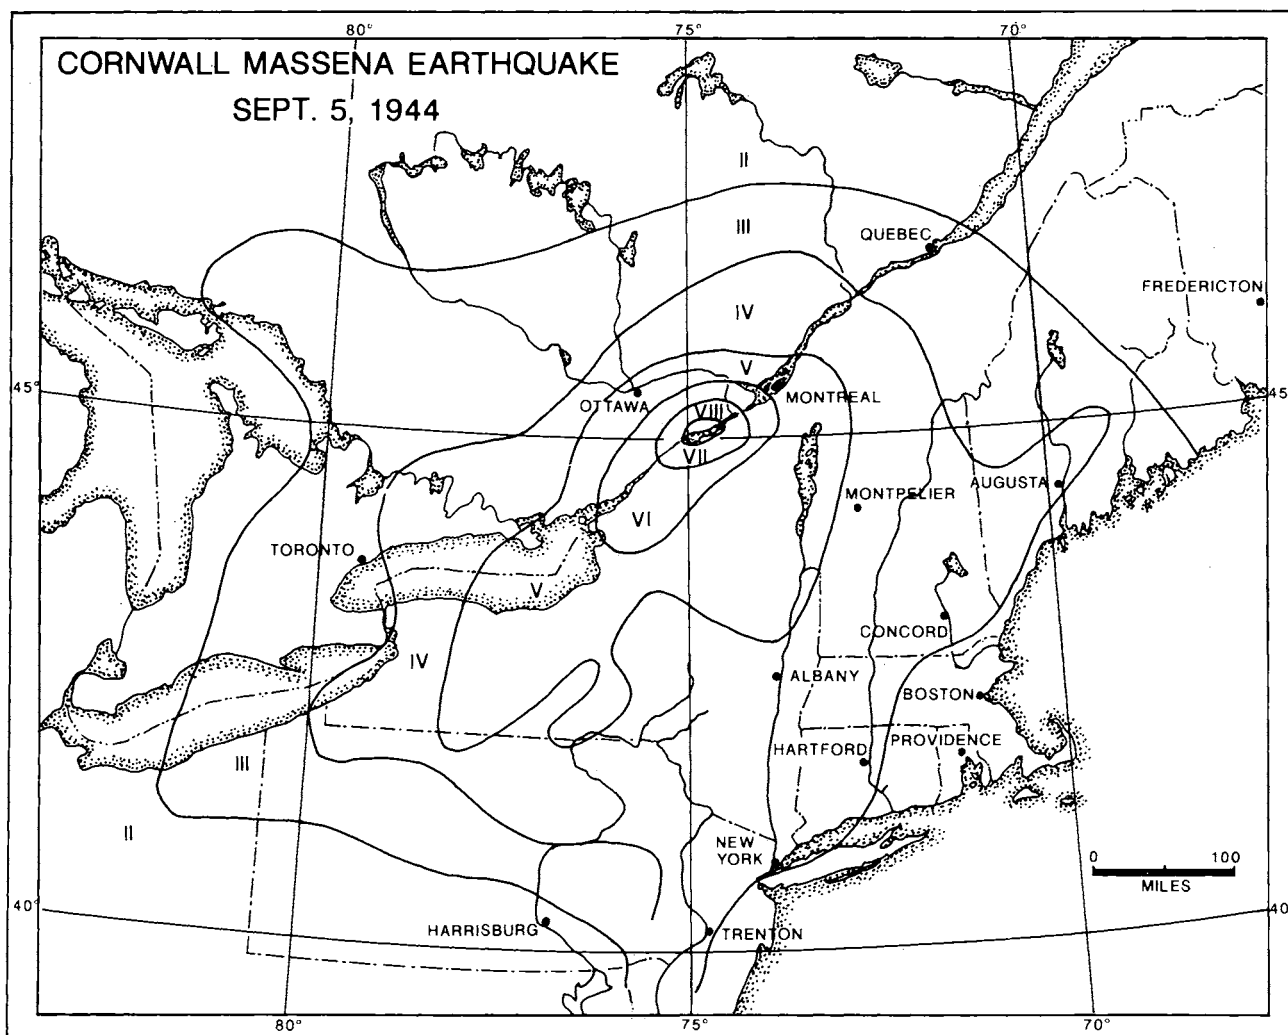 80°
75°
70°
CORNWALL MASSENA EARTHQUAKE
SEPT. 5, 1944
II
III
QUEBEC
FREDERICTON
IV
45°
V
45°
OTTAWA
MONTREAL
VIII
VII
AUGUSTA
MONTPELIER
VI
TORONTO
V
CONCORD
IV
ALBANY
BOSTON
PROVIDENCE
HARTFORD
III
II
NEW
YORK
0 100
MILES
40°
40
HARRISBURG
TRENTON
80°
75°
70°